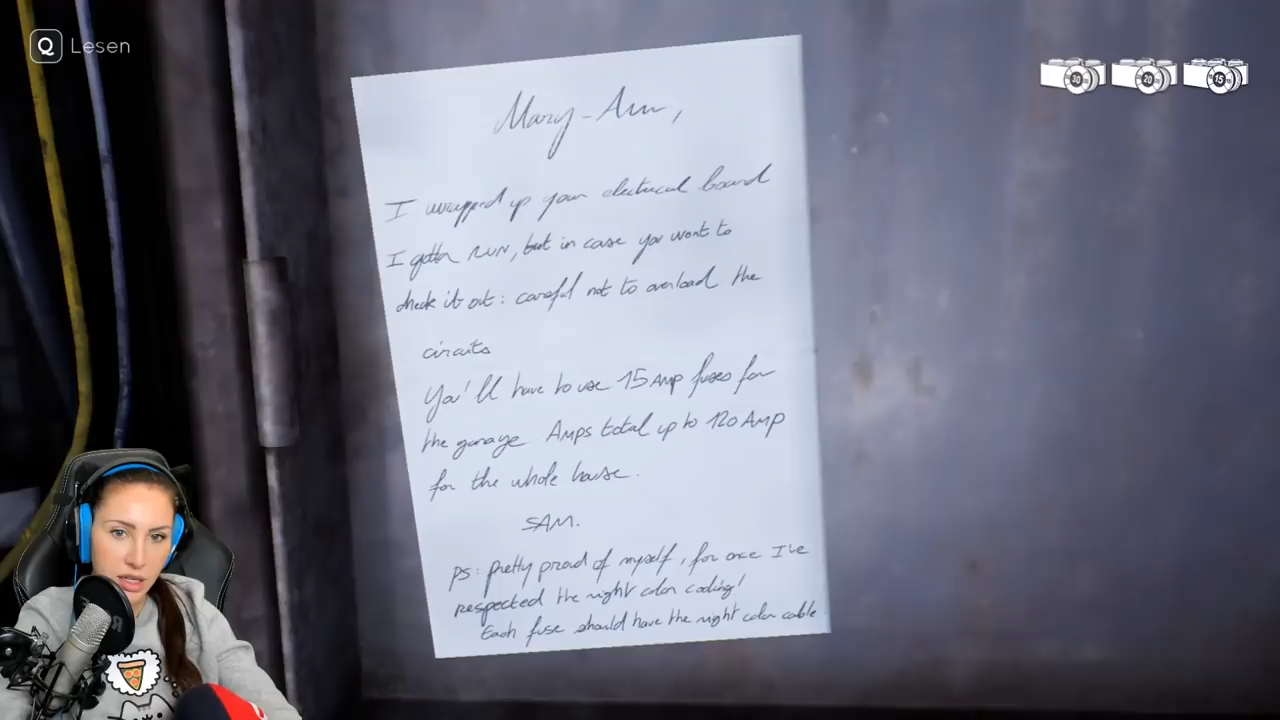 Q Lesen
30 20 15
Mary-Ann,
I wrapped up your electrical board
I gotta RUN, but in case you want to
check it out : careful not to overload the
circuits
You'll have to use 15 AMP fuses for
the garage. Amps total up to 120 AMP
for the whole house.
SAM.
PS : pretty proud of myself, for once I've
respected the right color coding!
Each fuse should have the right color cable